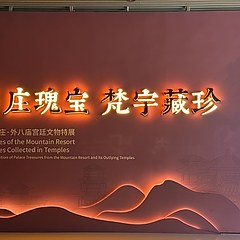 庄瑰宝 梵宇藏珍
庄·外八庙宫廷文物特展
es of the Mountain Resort
es Collected in Temples
ition of Palace Treasures from the Mountain Resort and Its Outlying Temples